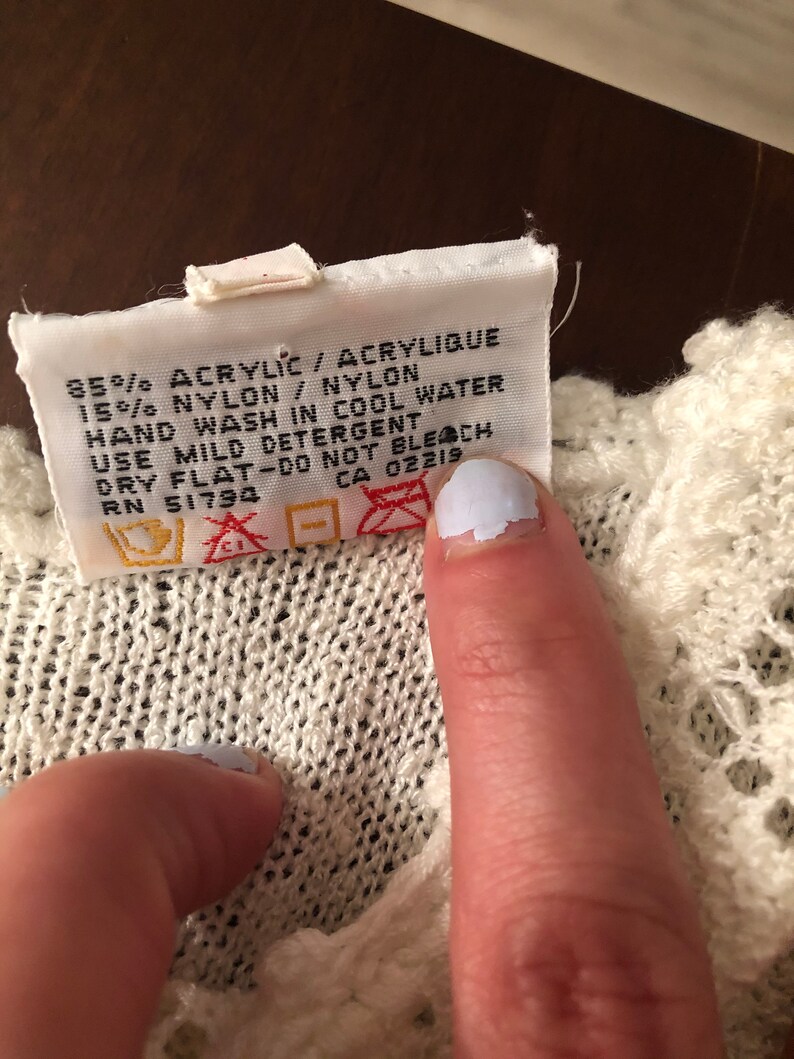 85% ACRYLIC / ACRYLIQUE
15% NYLON / NYLON
HAND WASH IN COOL WATER
USE MILD DETERGENT
DRY FLAT-DO NOT BLEACH
RN 51794 CA 02219
CL